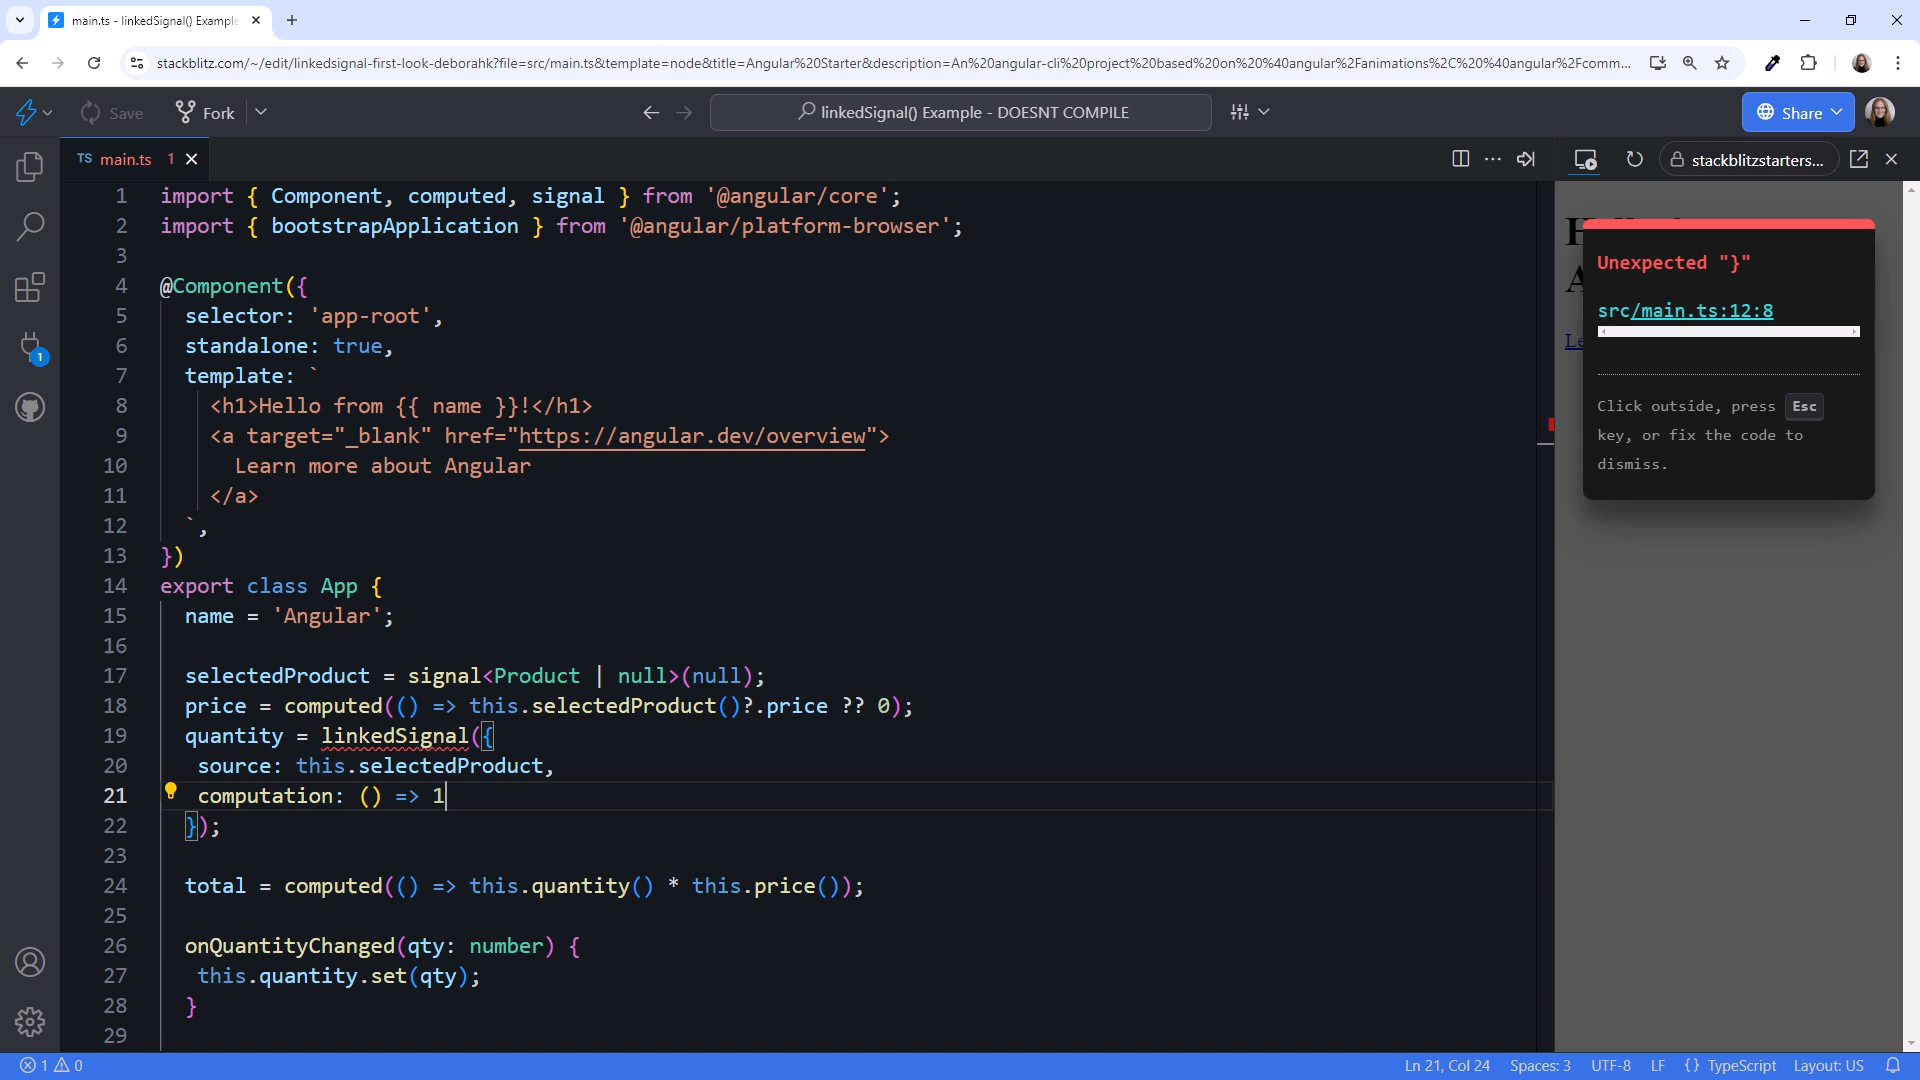 main.ts - linkedSignal() Example
stackblitz.com/~/edit/linkedsignal-first-look-deborahk?file=src/main.ts&template=node&title=Angular%20Starter&description=An%20angular-cli%20project%20based%20on%20%40angular%2Fanimations%2C%20%40angular%2Fcomm...
Save
Fork
linkedSignal() Example - DOESNT COMPILE
Share
TS main.ts 1
stackblitzstarters...
1 import { Component, computed, signal } from '@angular/core';
2 import { bootstrapApplication } from '@angular/platform-browser';
3
4 @Component({
5 selector: 'app-root',
6 standalone: true,
7 template: `
8 <h1>Hello from {{ name }}!</h1>
9 <a target="_blank" href="https://angular.dev/overview">
10 Learn more about Angular
11 </a>
12 `,
13 })
14 export class App {
15 name = 'Angular';
16
17 selectedProduct = signal<Product | null>(null);
18 price = computed(() => this.selectedProduct()?.price ?? 0);
19 quantity = linkedSignal({
20 source: this.selectedProduct,
21 computation: () => 1
22 });
23
24 total = computed(() => this.quantity() * this.price());
25
26 onQuantityChanged(qty: number) {
27 this.quantity.set(qty);
28 }
29
Unexpected "}"
src/main.ts:12:8
Click outside, press Esc
key, or fix the code to
dismiss.
Le
1
1 0
Ln 21, Col 24 Spaces: 3 UTF-8 LF {} TypeScript Layout: US